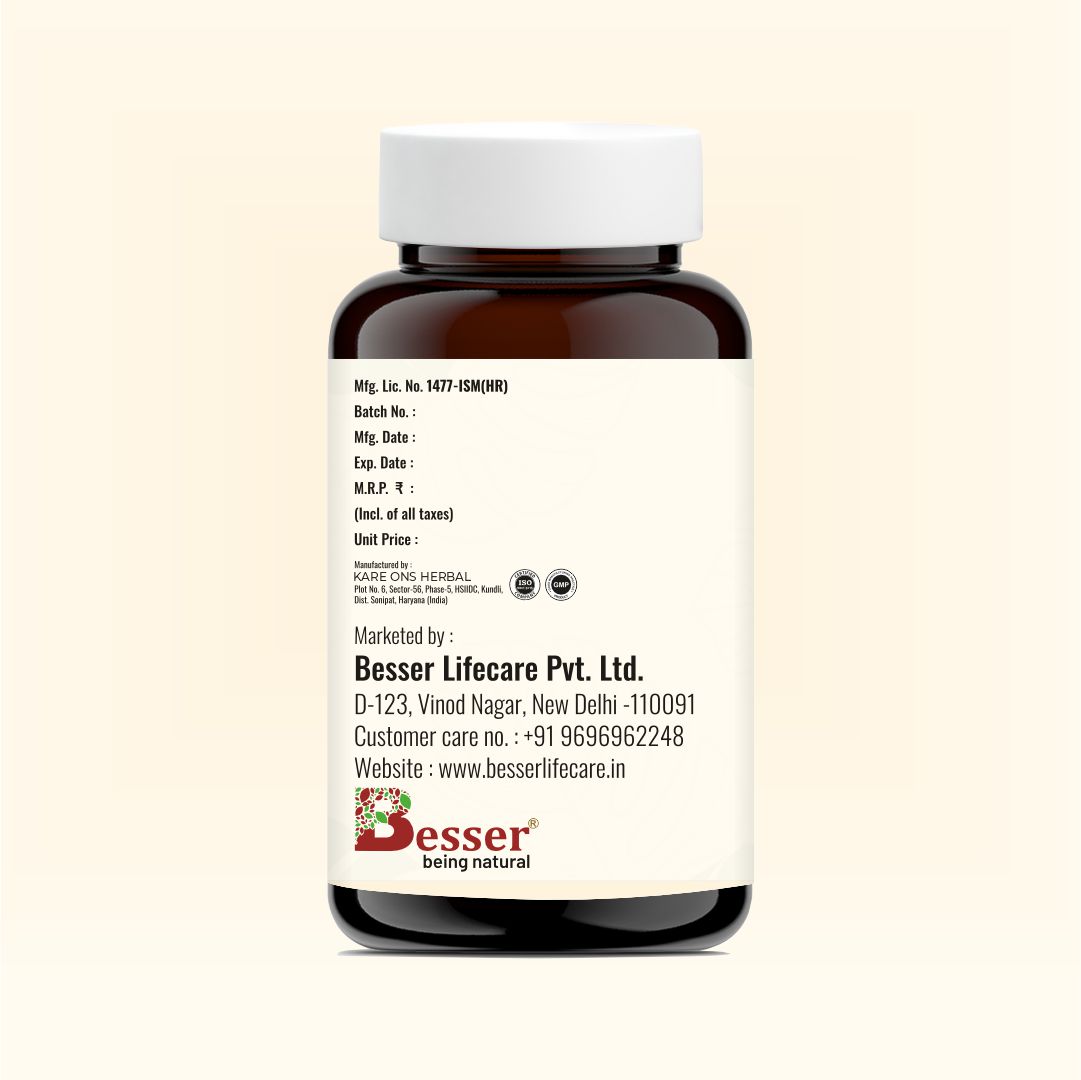 Mfg. Lic. No. 1477-ISM(HR)
Batch No. :
Mfg. Date :
Exp. Date :
M.R.P. ₹ :
(Incl. of all taxes)
Unit Price :
Manufactured by :
KARE ONS HERBAL
Plot No. 6, Sector-56, Phase-5, HSIIDC, Kundli,
Dist. Sonipat, Haryana (India)
CERTIFIED
ISO
COMPANY
GMP
Marketed by :
Besser Lifecare Pvt. Ltd.
D-123, Vinod Nagar, New Delhi -110091
Customer care no. : +91 9696962248
Website : www.besserlifecare.in
Besser®
being natural